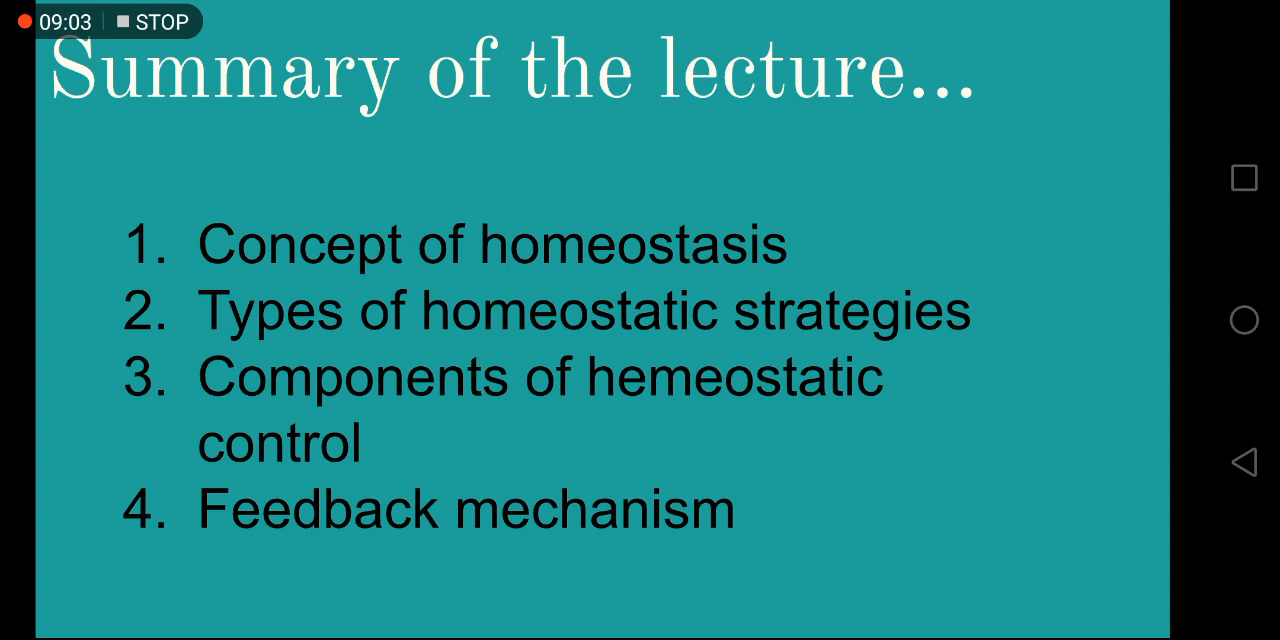 09:03 STOP
Summary of the lecture...
1. Concept of homeostasis
2. Types of homeostatic strategies
3. Components of hemeostatic
control
4. Feedback mechanism